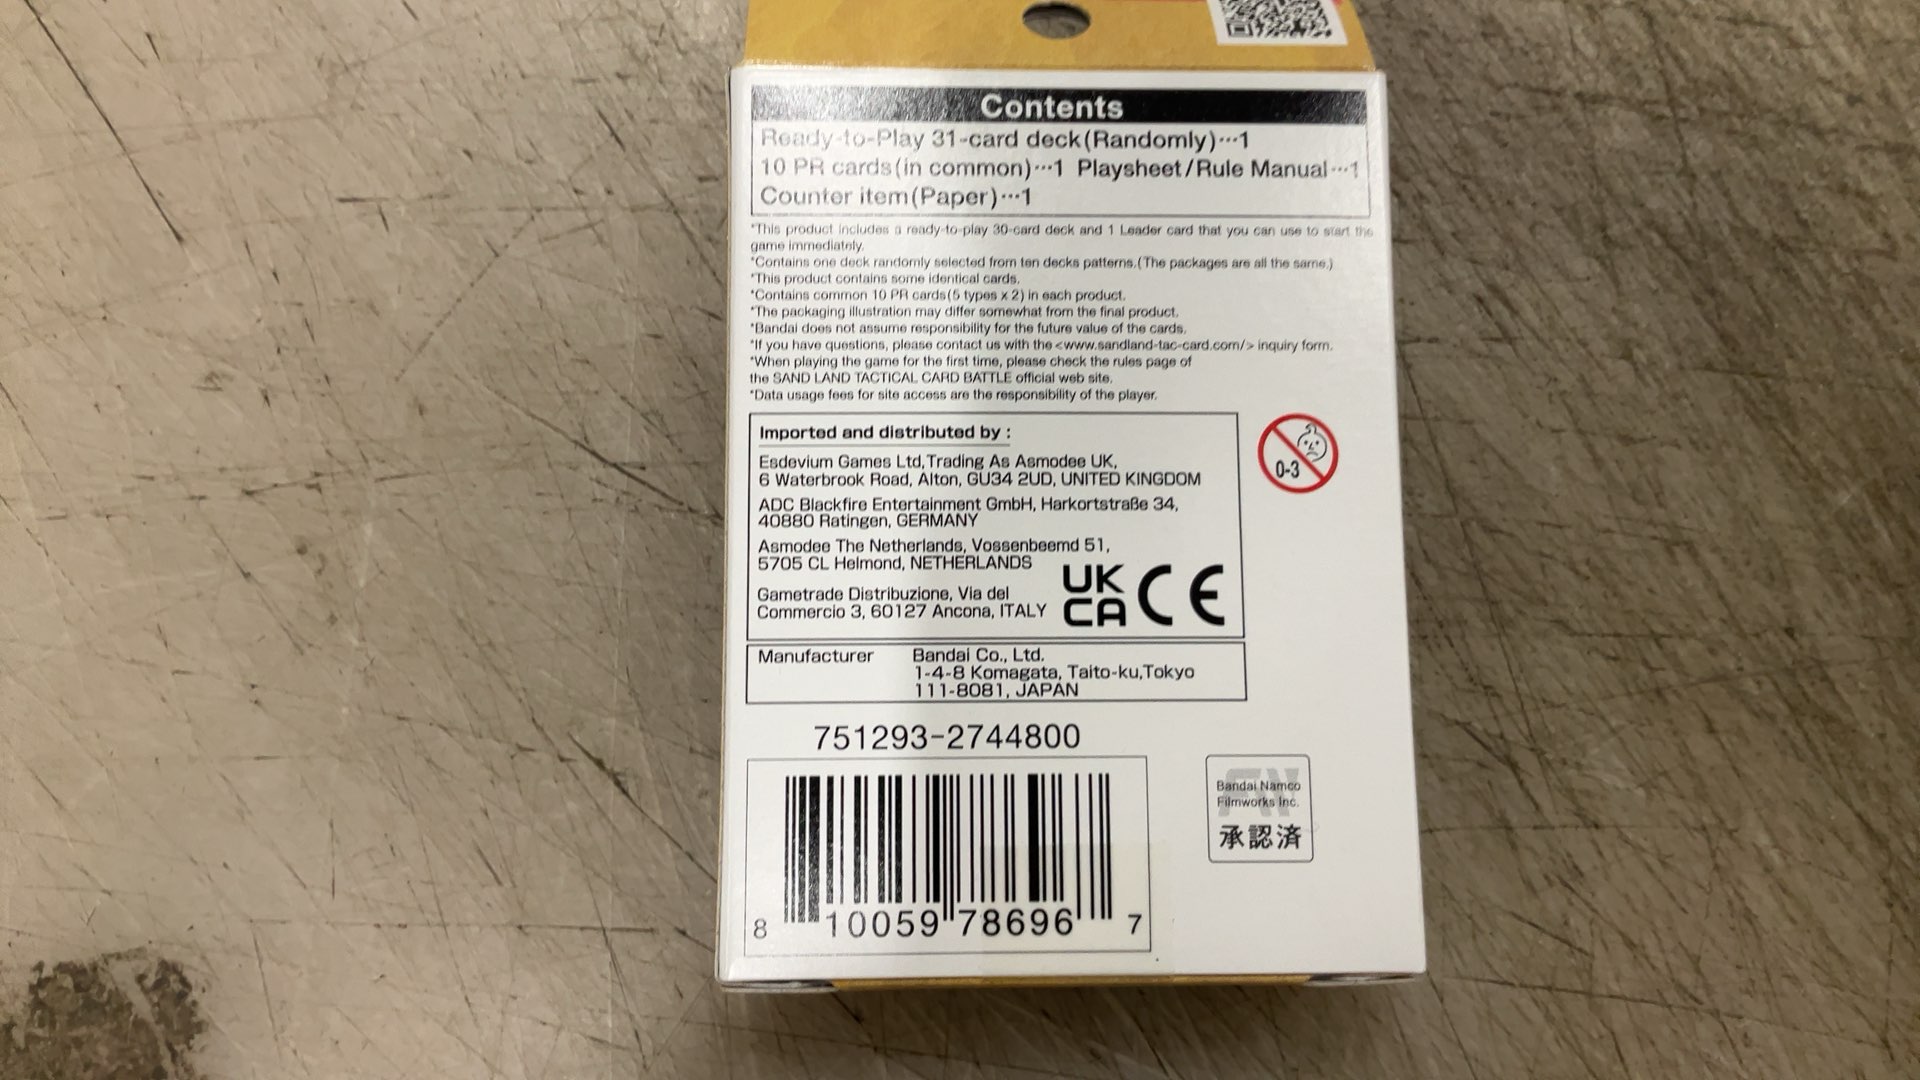 Contents
Ready-to-Play 31-card deck(Randomly)…1
10 PR cards(in common)…1 Playsheet/Rule Manual…1
Counter item(Paper)…1
*This product includes a ready-to-play 30-card deck and 1 Leader card that you can use to start the
game immediately.
*Contains one deck randomly selected from ten decks patterns.(The packages are all the same.)
*This product contains some identical cards.
*Contains common 10 PR cards(5 types x 2) in each product.
*The packaging illustration may differ somewhat from the final product.
*Bandai does not assume responsibility for the future value of the cards.
*If you have questions, please contact us with the <www.sandland-tac-card.com/> inquiry form.
*When playing the game for the first time, please check the rules page of
the SAND LAND TACTICAL CARD BATTLE official web site.
*Data usage fees for site access are the responsibility of the player.
Imported and distributed by :
Esdevium Games Ltd,Trading As Asmodee UK,
6 Waterbrook Road, Alton, GU34 2UD, UNITED KINGDOM
ADC Blackfire Entertainment GmbH, Harkortstraße 34,
40880 Ratingen, GERMANY
Asmodee The Netherlands, Vossenbeemd 51,
5705 CL Helmond, NETHERLANDS
Gametrade Distribuzione, Via del
Commercio 3, 60127 Ancona, ITALY
UK
CA
CE
0-3
Manufacturer Bandai Co., Ltd.
1-4-8 Komagata, Taito-ku,Tokyo
111-8081, JAPAN
751293-2744800
8 10059 78696 7
FW
Bandai Namco
Filmworks Inc.
承認済